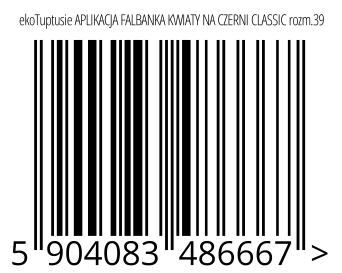 ekoTuptusie APLIKACJA FALBANKA KWIATY NA CZERNI CLASSIC rozm.39
5 904083 486667 >